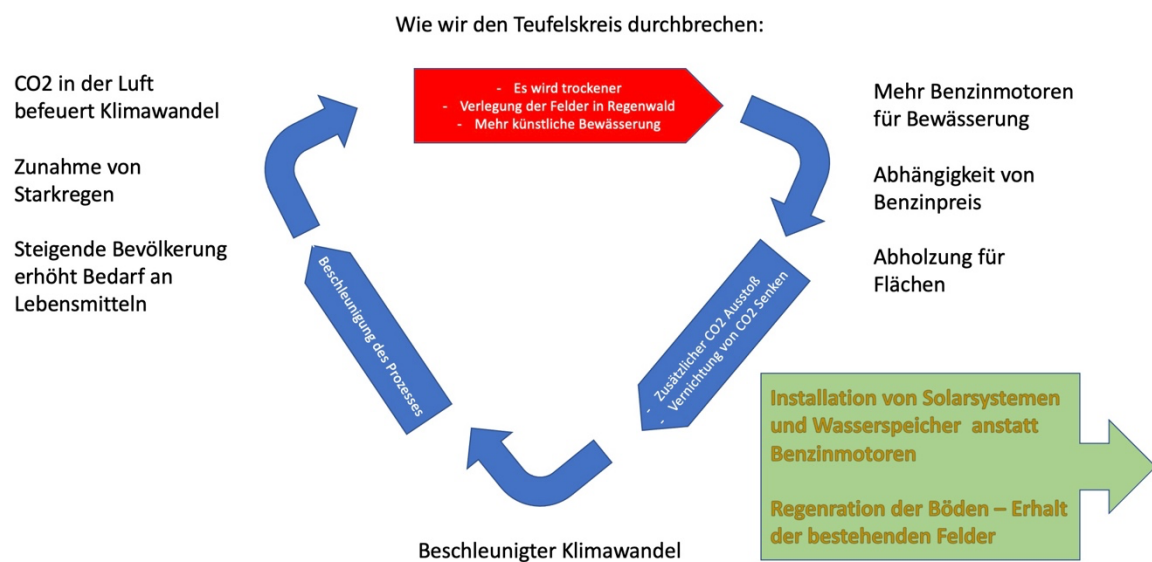 Wie wir den Teufelskreis durchbrechen:
CO2 in der Luft
befeuert Klimawandel
Zunahme von
Starkregen
Steigende Bevölkerung
erhöht Bedarf an
Lebensmitteln
- Es wird trockener
- Verlegung der Felder in Regenwald
- Mehr künstliche Bewässerung
Mehr Benzinmotoren
für Bewässerung
Abhängigkeit von
Benzinpreis
Abholzung für
Flächen
- Zusätzlicher CO2 Ausstoß
- Vernichtung von CO2 Senken
Beschleunigung des Prozesses
Beschleunigter Klimawandel
Installation von Solarsystemen
und Wasserspeicher anstatt
Benzinmotoren
Regenration der Böden – Erhalt
der bestehenden Felder